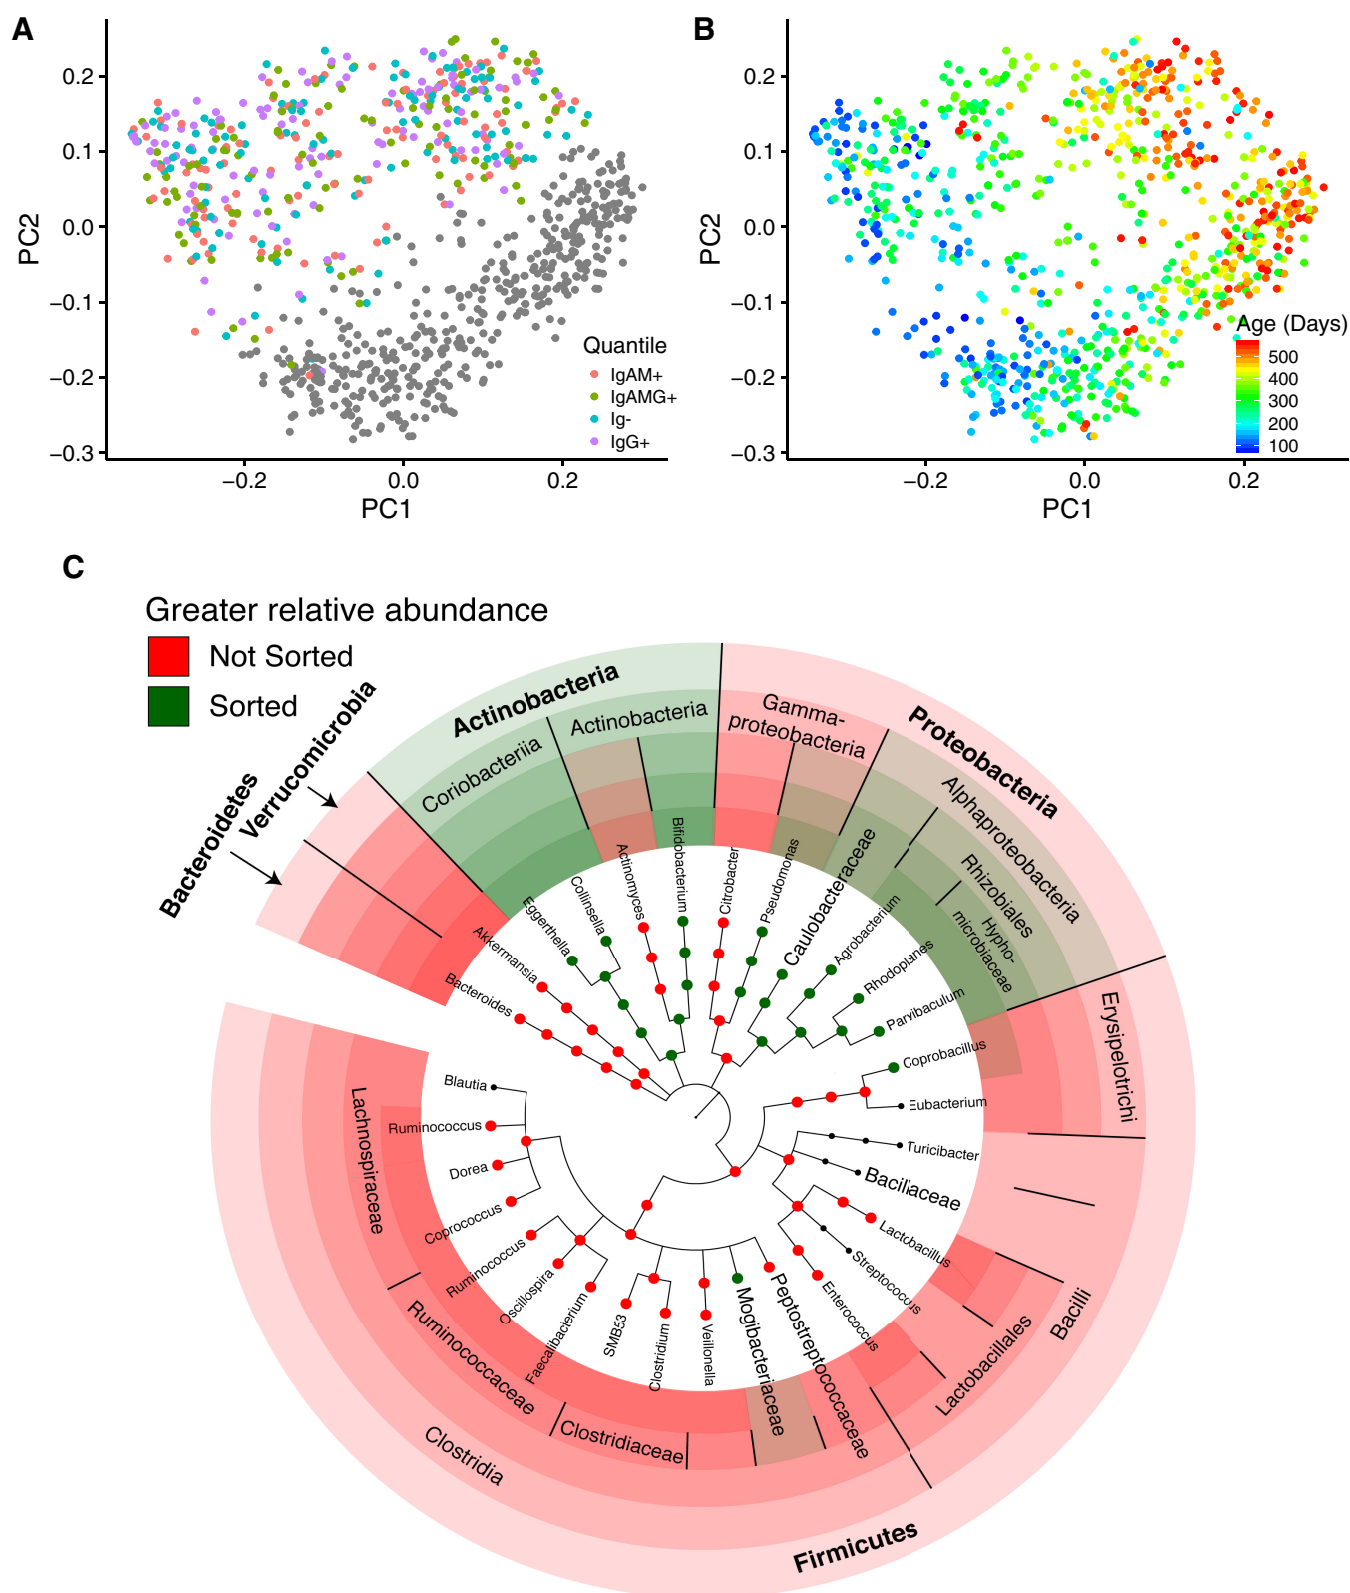 A
B
0.2
0.1
0.0
−0.1
−0.2
−0.3
PC2
−0.2
0.0
0.2
PC1
Quantile
IgAM+
IgAMG+
Ig-
IgG+
0.2
0.1
0.0
−0.1
−0.2
−0.3
PC2
−0.2
0.0
0.2
PC1
Age (Days)
500
400
300
200
100
C
Greater relative abundance
Not Sorted
Sorted
Bacteroidetes
Verrucomicrobia
Actinobacteria
Coriobacteriia
Actinobacteria
Gamma-
proteobacteria
Proteobacteria
Alphaproteobacteria
Rhizobiales
Hypho-
microbiaceae
Erysipelotrichi
Bacilli
Lactobacillales
Firmicutes
Clostridia
Clostridiaceae
Ruminococcaceae
Lachnospiraceae
Bacteroides
Akkermansia
Eggerthella
Collinsella
Actinomyces
Bifidobacterium
Citrobacter
Pseudomonas
Caulobacteraceae
Agrobacterium
Rhodoplanes
Parvibaculum
Coprobacillus
Eubacterium
Turicibacter
Baciliaceae
Lactobacillus
Streptococcus
Enterococcus
Peptostreptococcaceae
Mogibacteriaceae
Veillonella
Clostridium
SMB53
Faecalibacterium
Oscillospira
Ruminococcus
Coprococcus
Dorea
Ruminococcus
Blautia